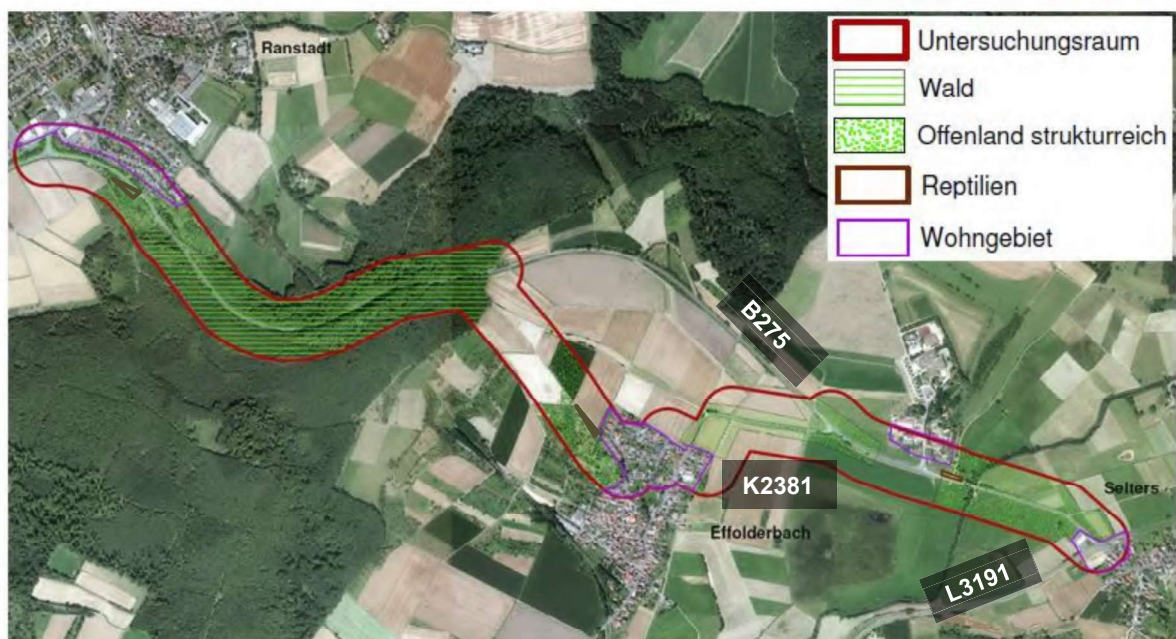 Ranstadt
Untersuchungsraum
Wald
Offenland strukturreich
Reptilien
Wohngebiet
B275
K2381
Selters
Effolderbach
L3191